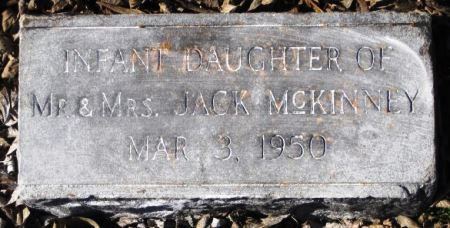 INFANT DAUGHTER OF
MR. & MRS. JACK MCKINNEY
MAR 3, 1950